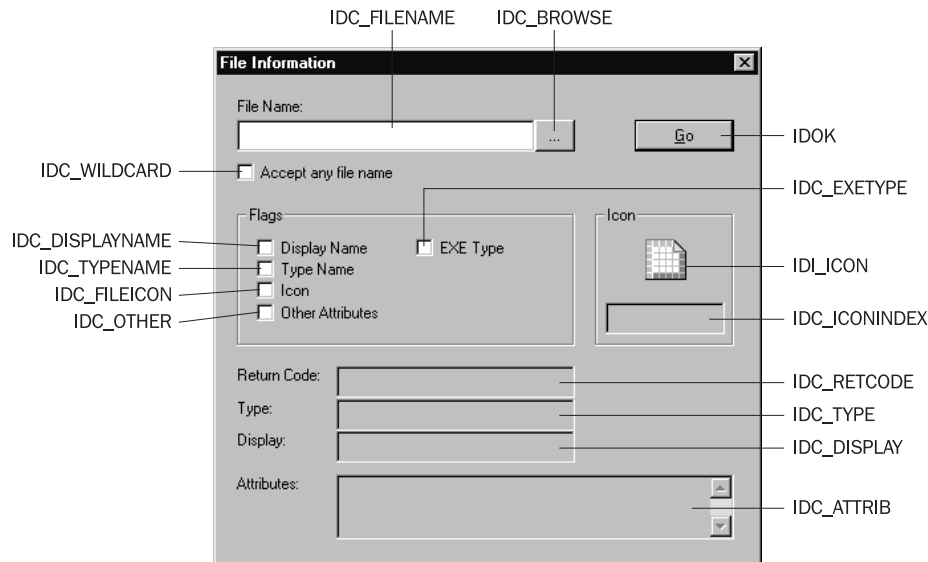 IDC_FILENAME IDC_BROWSE
File Information
File Name:
... Go IDOK
IDC_WILDCARD Accept any file name
IDC_EXETYPE
Flags Icon
IDC_DISPLAYNAME Display Name EXE Type
IDC_TYPENAME Type Name IDI_ICON
IDC_FILEICON Icon
IDC_OTHER Other Attributes IDC_ICONINDEX
Return Code: IDC_RETCODE
Type: IDC_TYPE
Display: IDC_DISPLAY
Attributes: IDC_ATTRIB